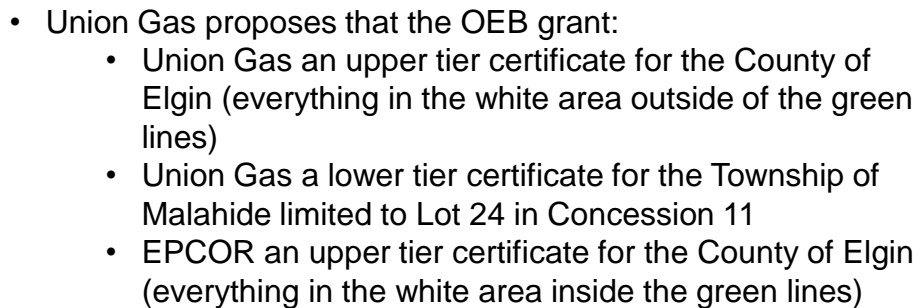 • Union Gas proposes that the OEB grant:
• Union Gas an upper tier certificate for the County of
Elgin (everything in the white area outside of the green
lines)
• Union Gas a lower tier certificate for the Township of
Malahide limited to Lot 24 in Concession 11
• EPCOR an upper tier certificate for the County of Elgin
(everything in the white area inside the green lines)